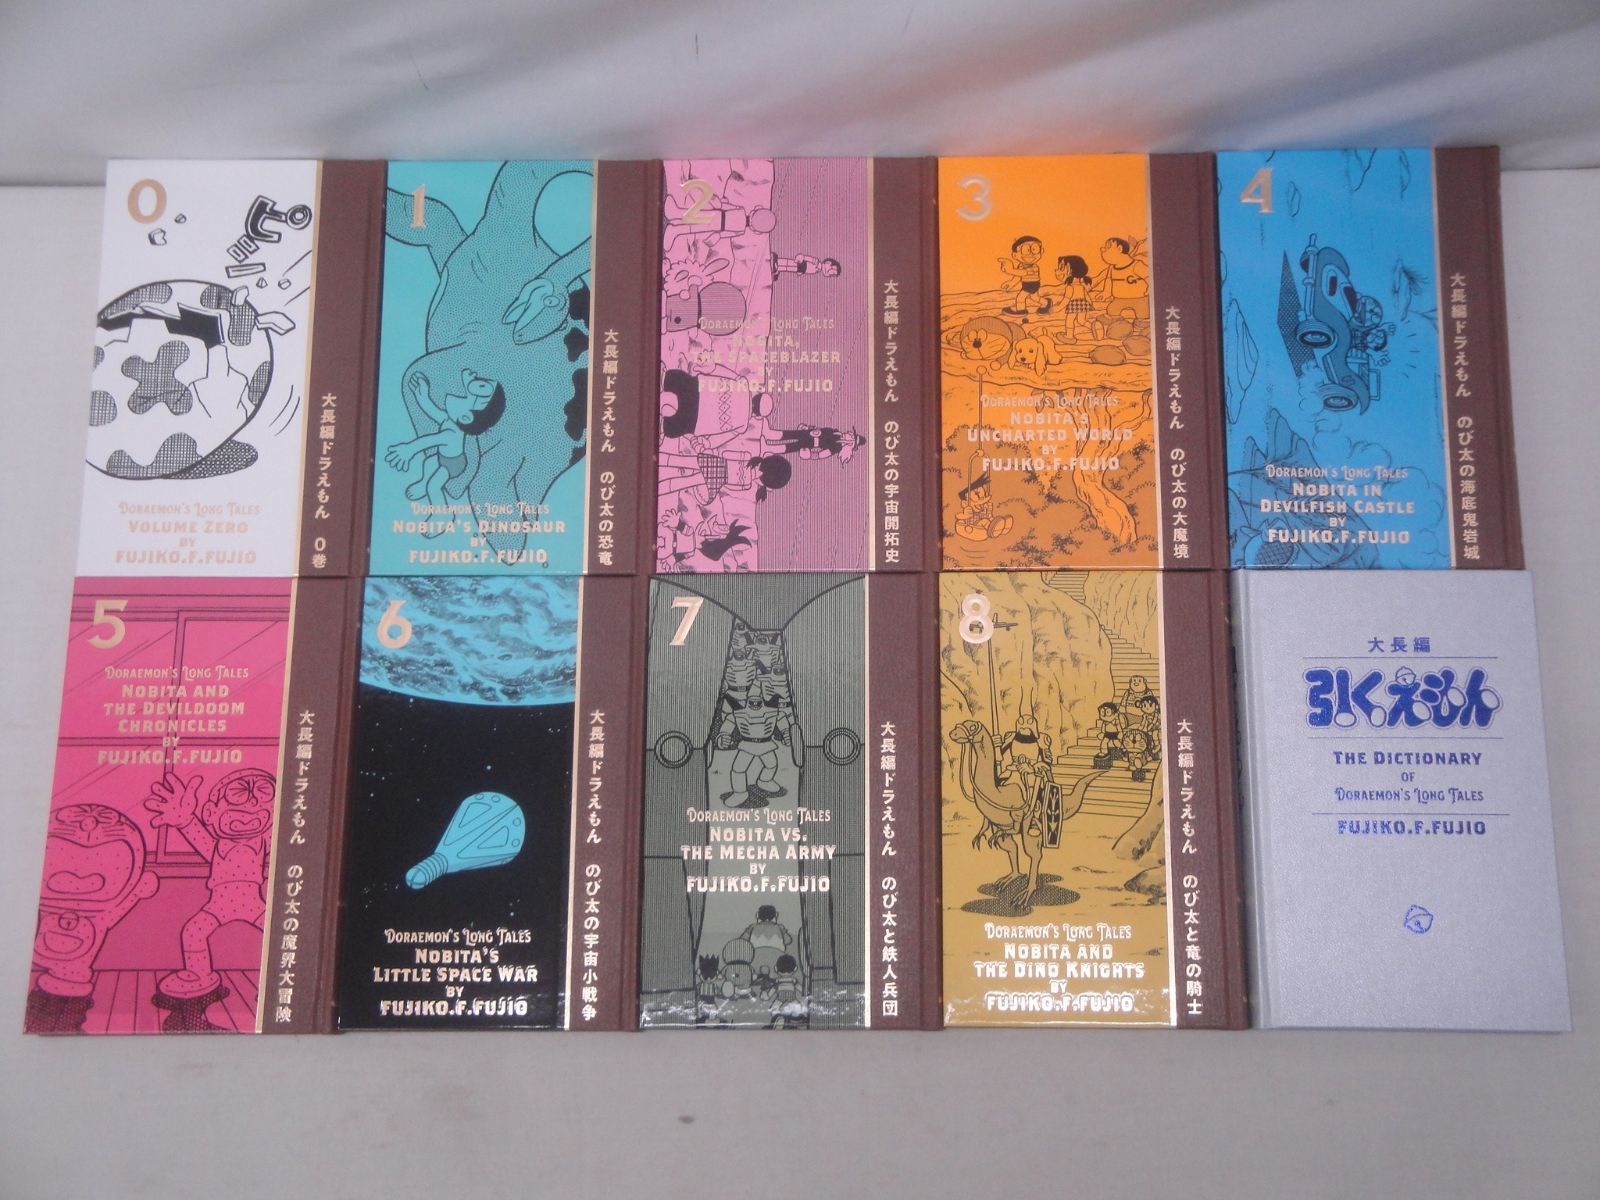 0
DORAEMON'S LONG TALES
VOLUME ZERO
BY
FUJIKO.F.FUJIO
大長編ドラえもん 0巻
1
DORAEMON'S LONG TALES
NOBITA'S DINOSAUR
BY
FUJIKO.F.FUJIO
大長編ドラえもん のび太の恐竜
2
DORAEMON'S LONG TALES
NOBITA,
THE SPACEBLAZER
BY
FUJIKO.F.FUJIO
大長編ドラえもん のび太の宇宙開拓史
3
DORAEMON'S LONG TALES
NOBITA'S
UNCHARTED WORLD
BY
FUJIKO.F.FUJIO
大長編ドラえもん のび太の大魔境
4
DORAEMON'S LONG TALES
NOBITA IN
DEVILFISH CASTLE
BY
FUJIKO.F.FUJIO
大長編ドラえもん のび太の海底鬼岩城
5
DORAEMON'S LONG TALES
NOBITA AND
THE DEVILDOOM
CHRONICLES
BY
FUJIKO.F.FUJIO
大長編ドラえもん のび太の魔界大冒険
6
DORAEMON'S LONG TALES
NOBITA'S
LITTLE SPACE WAR
BY
FUJIKO.F.FUJIO
大長編ドラえもん のび太の宇宙小戦争
7
DORAEMON'S LONG TALES
NOBITA VS.
THE MECHA ARMY
BY
FUJIKO.F.FUJIO
大長編ドラえもん のび太と鉄人兵団
8
DORAEMON'S LONG TALES
NOBITA AND
THE DINO KNIGHTS
BY
FUJIKO.F.FUJIO
大長編ドラえもん のび太と竜の騎士
大長編
引くえもん
THE DICTIONARY
OF
DORAEMON'S LONG TALES
FUJIKO.F.FUJIO